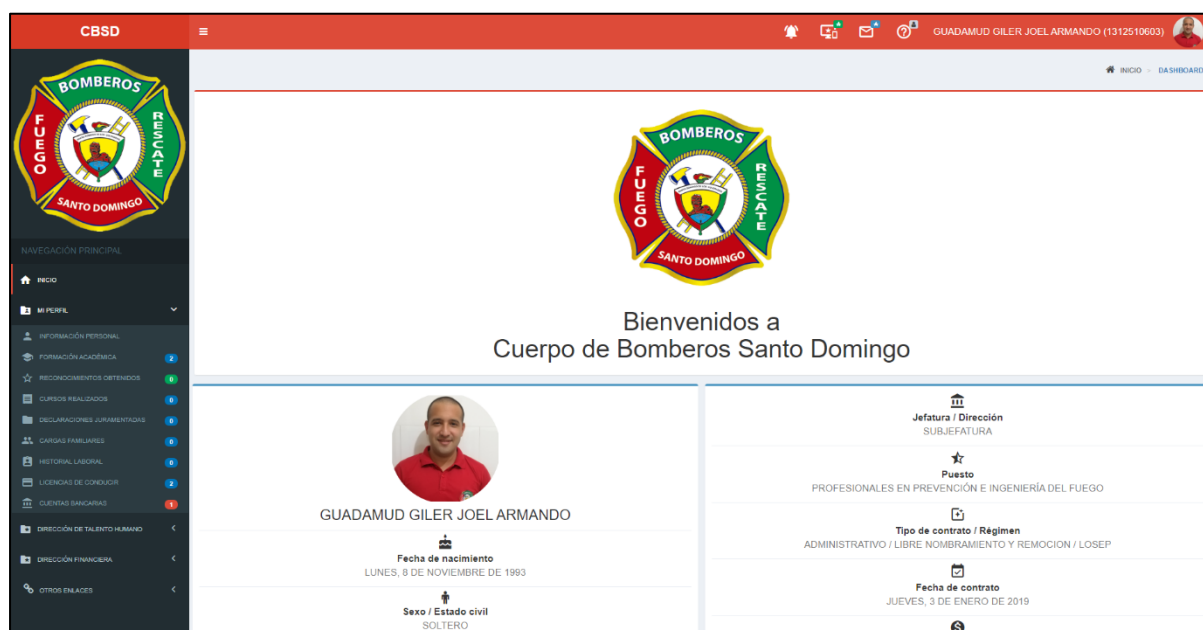 CBSD
GUADAMUD GILER JOEL ARMANDO (1312510603)
INICIO - DASHBOARD
BOMBEROS
FUEGO
RESCATE
SANTO DOMINGO
NAVEGACIÓN PRINCIPAL
INICIO
MI PERFIL
INFORMACIÓN PERSONAL
FORMACIÓN ACADÉMICA 2
RECONOCIMIENTOS OBTENIDOS 0
CURSOS REALIZADOS 0
DECLARACIONES JURAMENTADAS 0
CARGAS FAMILIARES 0
HISTORIAL LABORAL 0
LICENCIAS DE CONDUCIR 2
CUENTAS BANCARIAS 1
DIRECCIÓN DE TALENTO HUMANO
DIRECCIÓN FINANCIERA
OTROS ENLACES
BOMBEROS
FUEGO
RESCATE
SANTO DOMINGO
Bienvenidos a
Cuerpo de Bomberos Santo Domingo
GUADAMUD GILER JOEL ARMANDO
Fecha de nacimiento
LUNES, 8 DE NOVIEMBRE DE 1993
Sexo / Estado civil
SOLTERO
Jefatura / Dirección
SUBJEFATURA
Puesto
PROFESIONALES EN PREVENCIÓN E INGENIERÍA DEL FUEGO
Tipo de contrato / Régimen
ADMINISTRATIVO / LIBRE NOMBRAMIENTO Y REMOCION / LOSEP
Fecha de contrato
JUEVES, 3 DE ENERO DE 2019